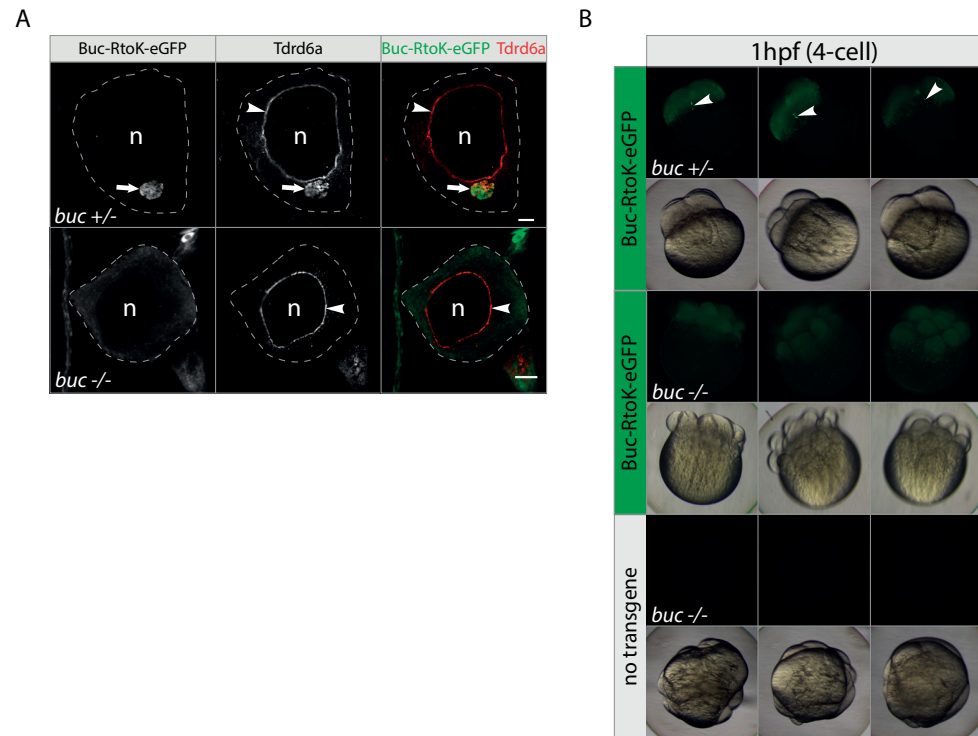 A
Buc-RtoK-eGFP
Tdrd6a
Buc-RtoK-eGFP Tdrd6a
n
n
n
buc +/-
n
n
n
buc -/-
B
1hpf (4-cell)
Buc-RtoK-eGFP
buc +/-
Buc-RtoK-eGFP
buc -/-
no transgene
buc -/-